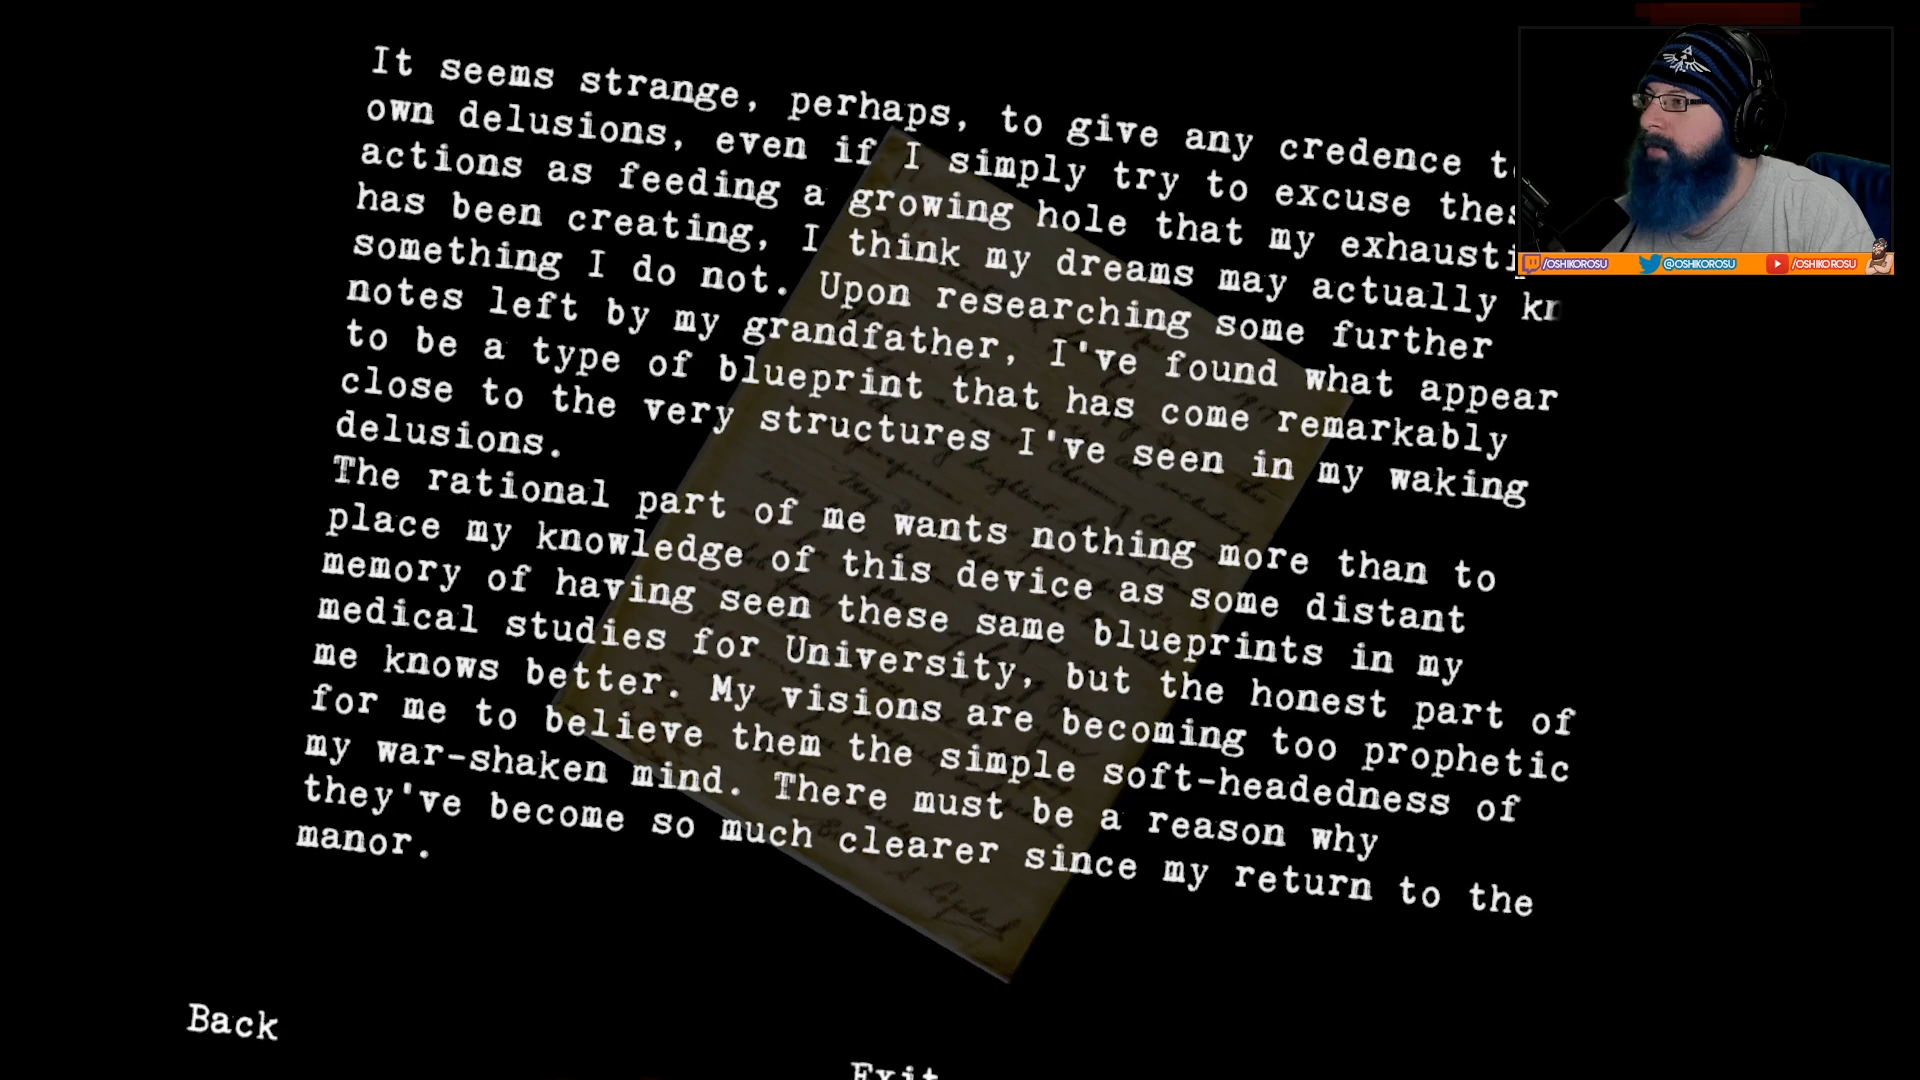 It seems strange, perhaps, to give any credence
own delusions, even if I simply try to excuse
actions as feeding a growing hole that my
has been creating, I think my dreams may actually
something I do not. Upon researching some further
notes left by my grandfather, I've found what appear
to be a type of blueprint that has come remarkably
close to the very structures I've seen in my waking
delusions.
The rational part of me wants nothing more than to
place my knowledge of this device as some distant
memory of having seen these same blueprints in my
medical studies for University, but the honest part of
me knows better. My visions are becoming too prophetic
for me to believe them the simple soft-headedness of
my war-shaken mind. There must be a reason why
they've become so much clearer since my return to the
manor.
Back
Exit
/OSHIKOROSU
@OSHIKOROSU
/OSHIKOROSU